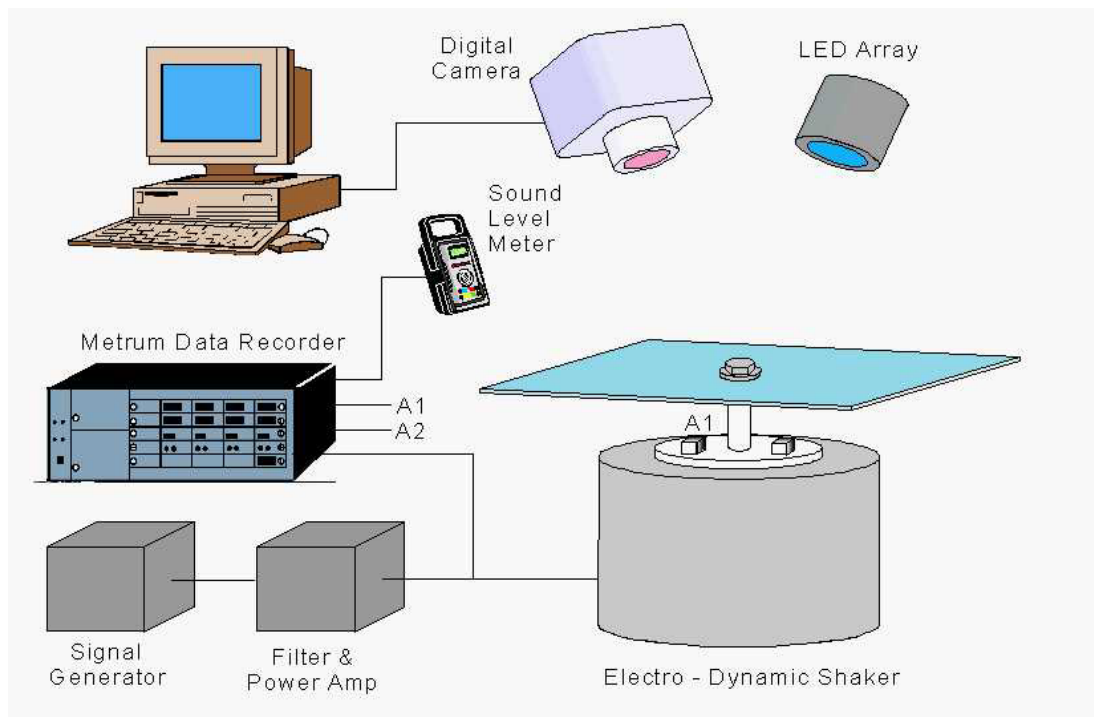 Digital
Camera
LED Array
Sound
Level
Meter
Metrum Data Recorder
A1
A2
A1
Signal
Generator
Filter &
Power Amp
Electro - Dynamic Shaker